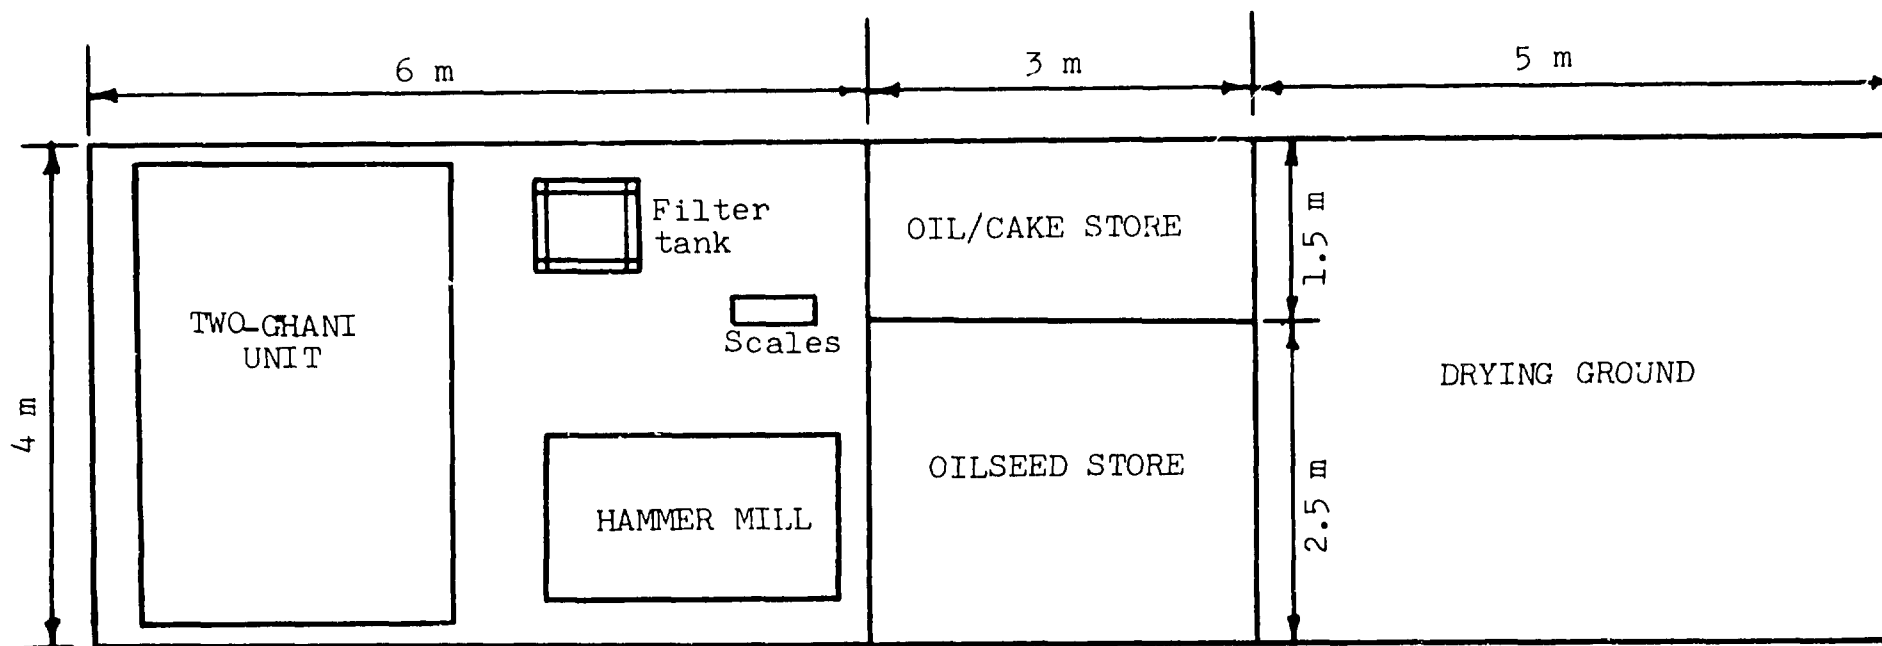 6 m
3 m
5 m
4 m
TWO-GHANI
UNIT
Filter
tank
Scales
HAMMER MILL
OIL/CAKE STORE
OILSEED STORE
1.5 m
2.5 m
DRYING GROUND